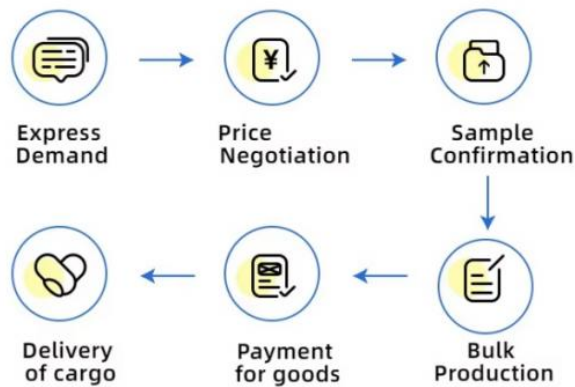 ¥
Express
Demand
Price
Negotiation
Sample
Confirmation
Delivery
of cargo
Payment
for goods
Bulk
Production